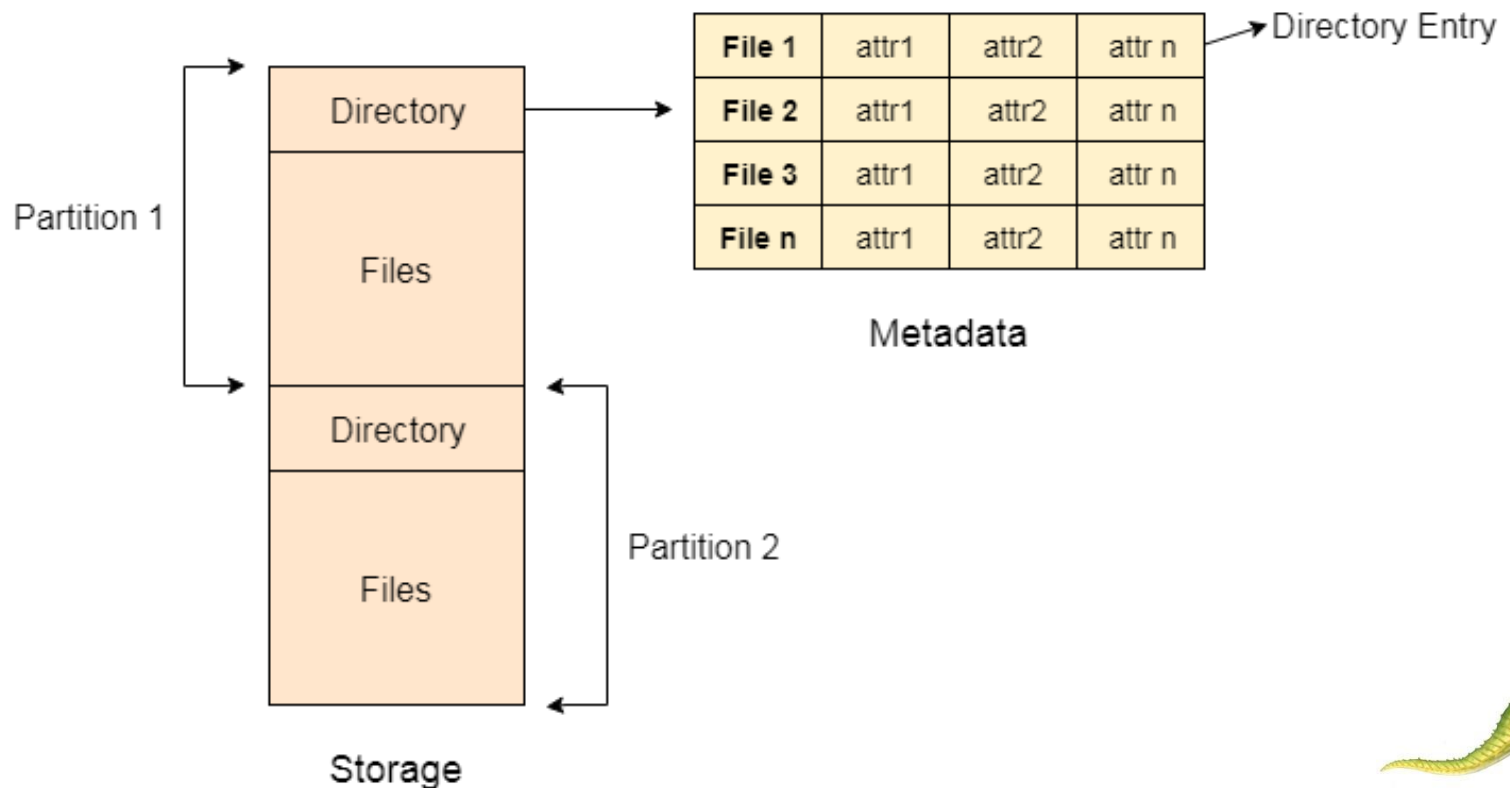 Directory Entry
File 1 attr1 attr2 attr n
File 2 attr1 attr2 attr n
File 3 attr1 attr2 attr n
File n attr1 attr2 attr n
Metadata
Directory
Partition 1
Files
Directory
Partition 2
Files
Storage